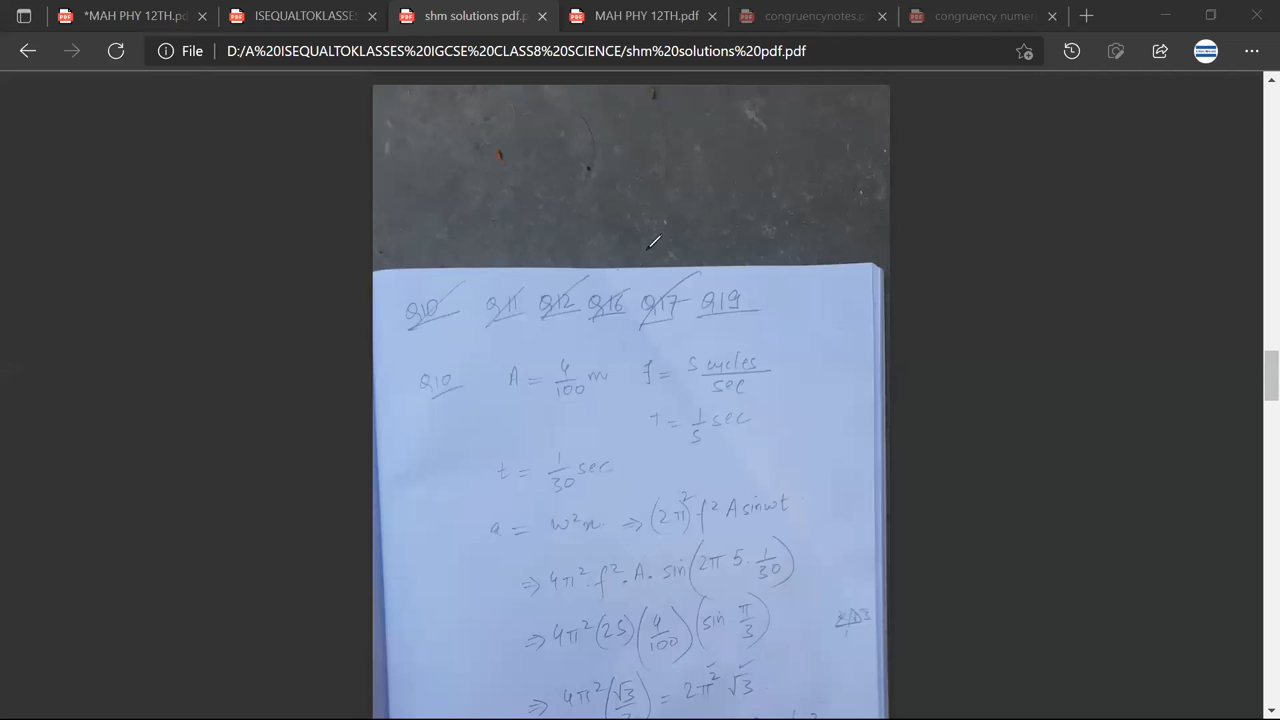 *MAH PHY 12TH.pd
ISEQUALTOKLASSES
shm solutions pdf.p
MAH PHY 12TH.pdf
congruencynotes.p
congruency numer
File
D:/A%20ISEQUALTOKLASSES%20IGCSE%20CLASS8%20SCIENCE/shm%20solutions%20pdf.pdf
Q10 Q11 Q12 Q16 Q17 Q19
Q10 A = 4/100 m f = 5 cycles/sec
T = 1/5 sec
t = 1/30 sec
a = w²x ⇒ (2π)² f² A sinwt
⇒ 4π². f². A. sin(2π 5. 1/30)
⇒ 4π² (25) (4/100) (sin π/3)
⇒ 4π² (√3/2) = 2π² √3